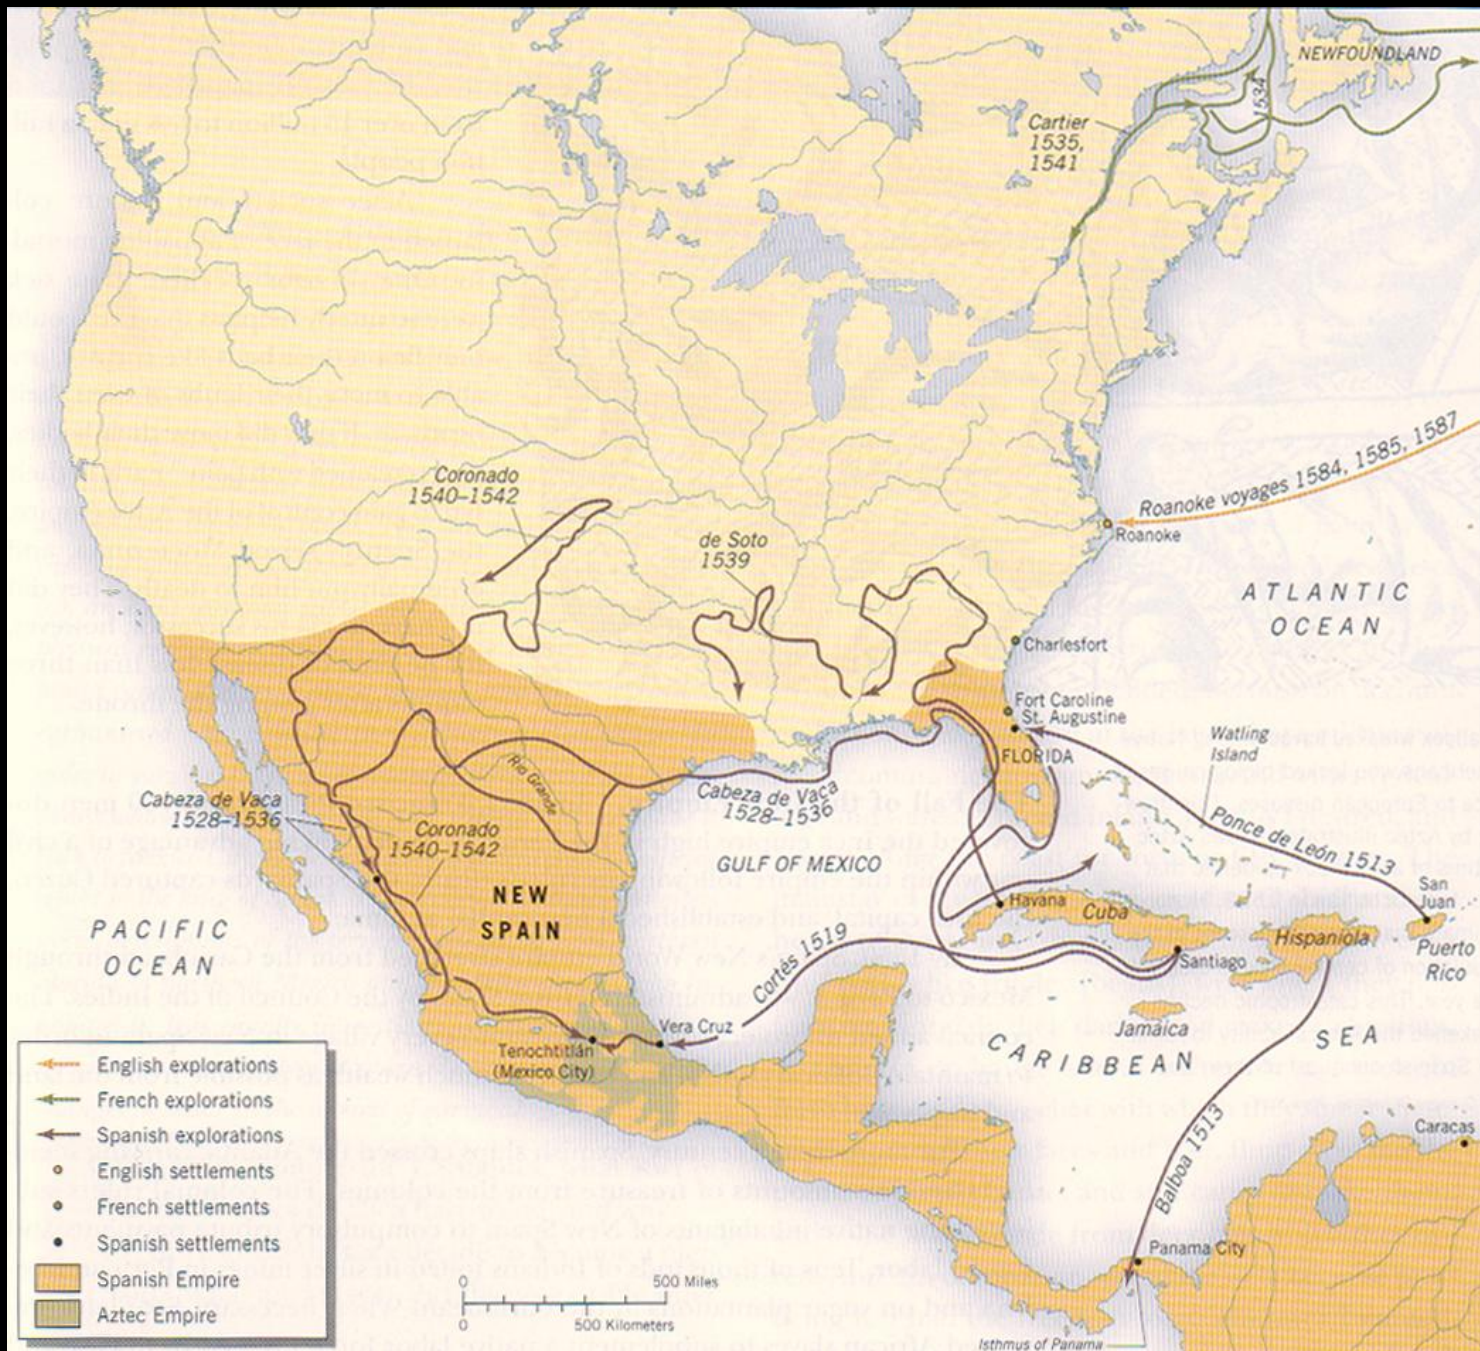 NEWFOUNDLAND
1534
Cartier
1535,
1541
Roanoke voyages 1584, 1585, 1587
Roanoke
Coronado
1540–1542
de Soto
1539
ATLANTIC
OCEAN
Charlesfort
Fort Caroline
St. Augustine
FLORIDA
Watling
Island
Ponce de León 1513
Rio Grande
Cabeza de Vaca
1528–1536
Cabeza de Vaca
1528–1536
Coronado
1540–1542
GULF OF MEXICO
NEW
SPAIN
PACIFIC
OCEAN
Havana
Cuba
San
Juan
Hispaniola
Puerto
Rico
Santiago
Cortés 1519
Jamaica
Vera Cruz
Tenochtitlán
(Mexico City)
CARIBBEAN SEA
Caracas
Balboa 1513
Panama City
Isthmus of Panama
English explorations
French explorations
Spanish explorations
English settlements
French settlements
Spanish settlements
Spanish Empire
Aztec Empire
0 500 Miles
0 500 Kilometers